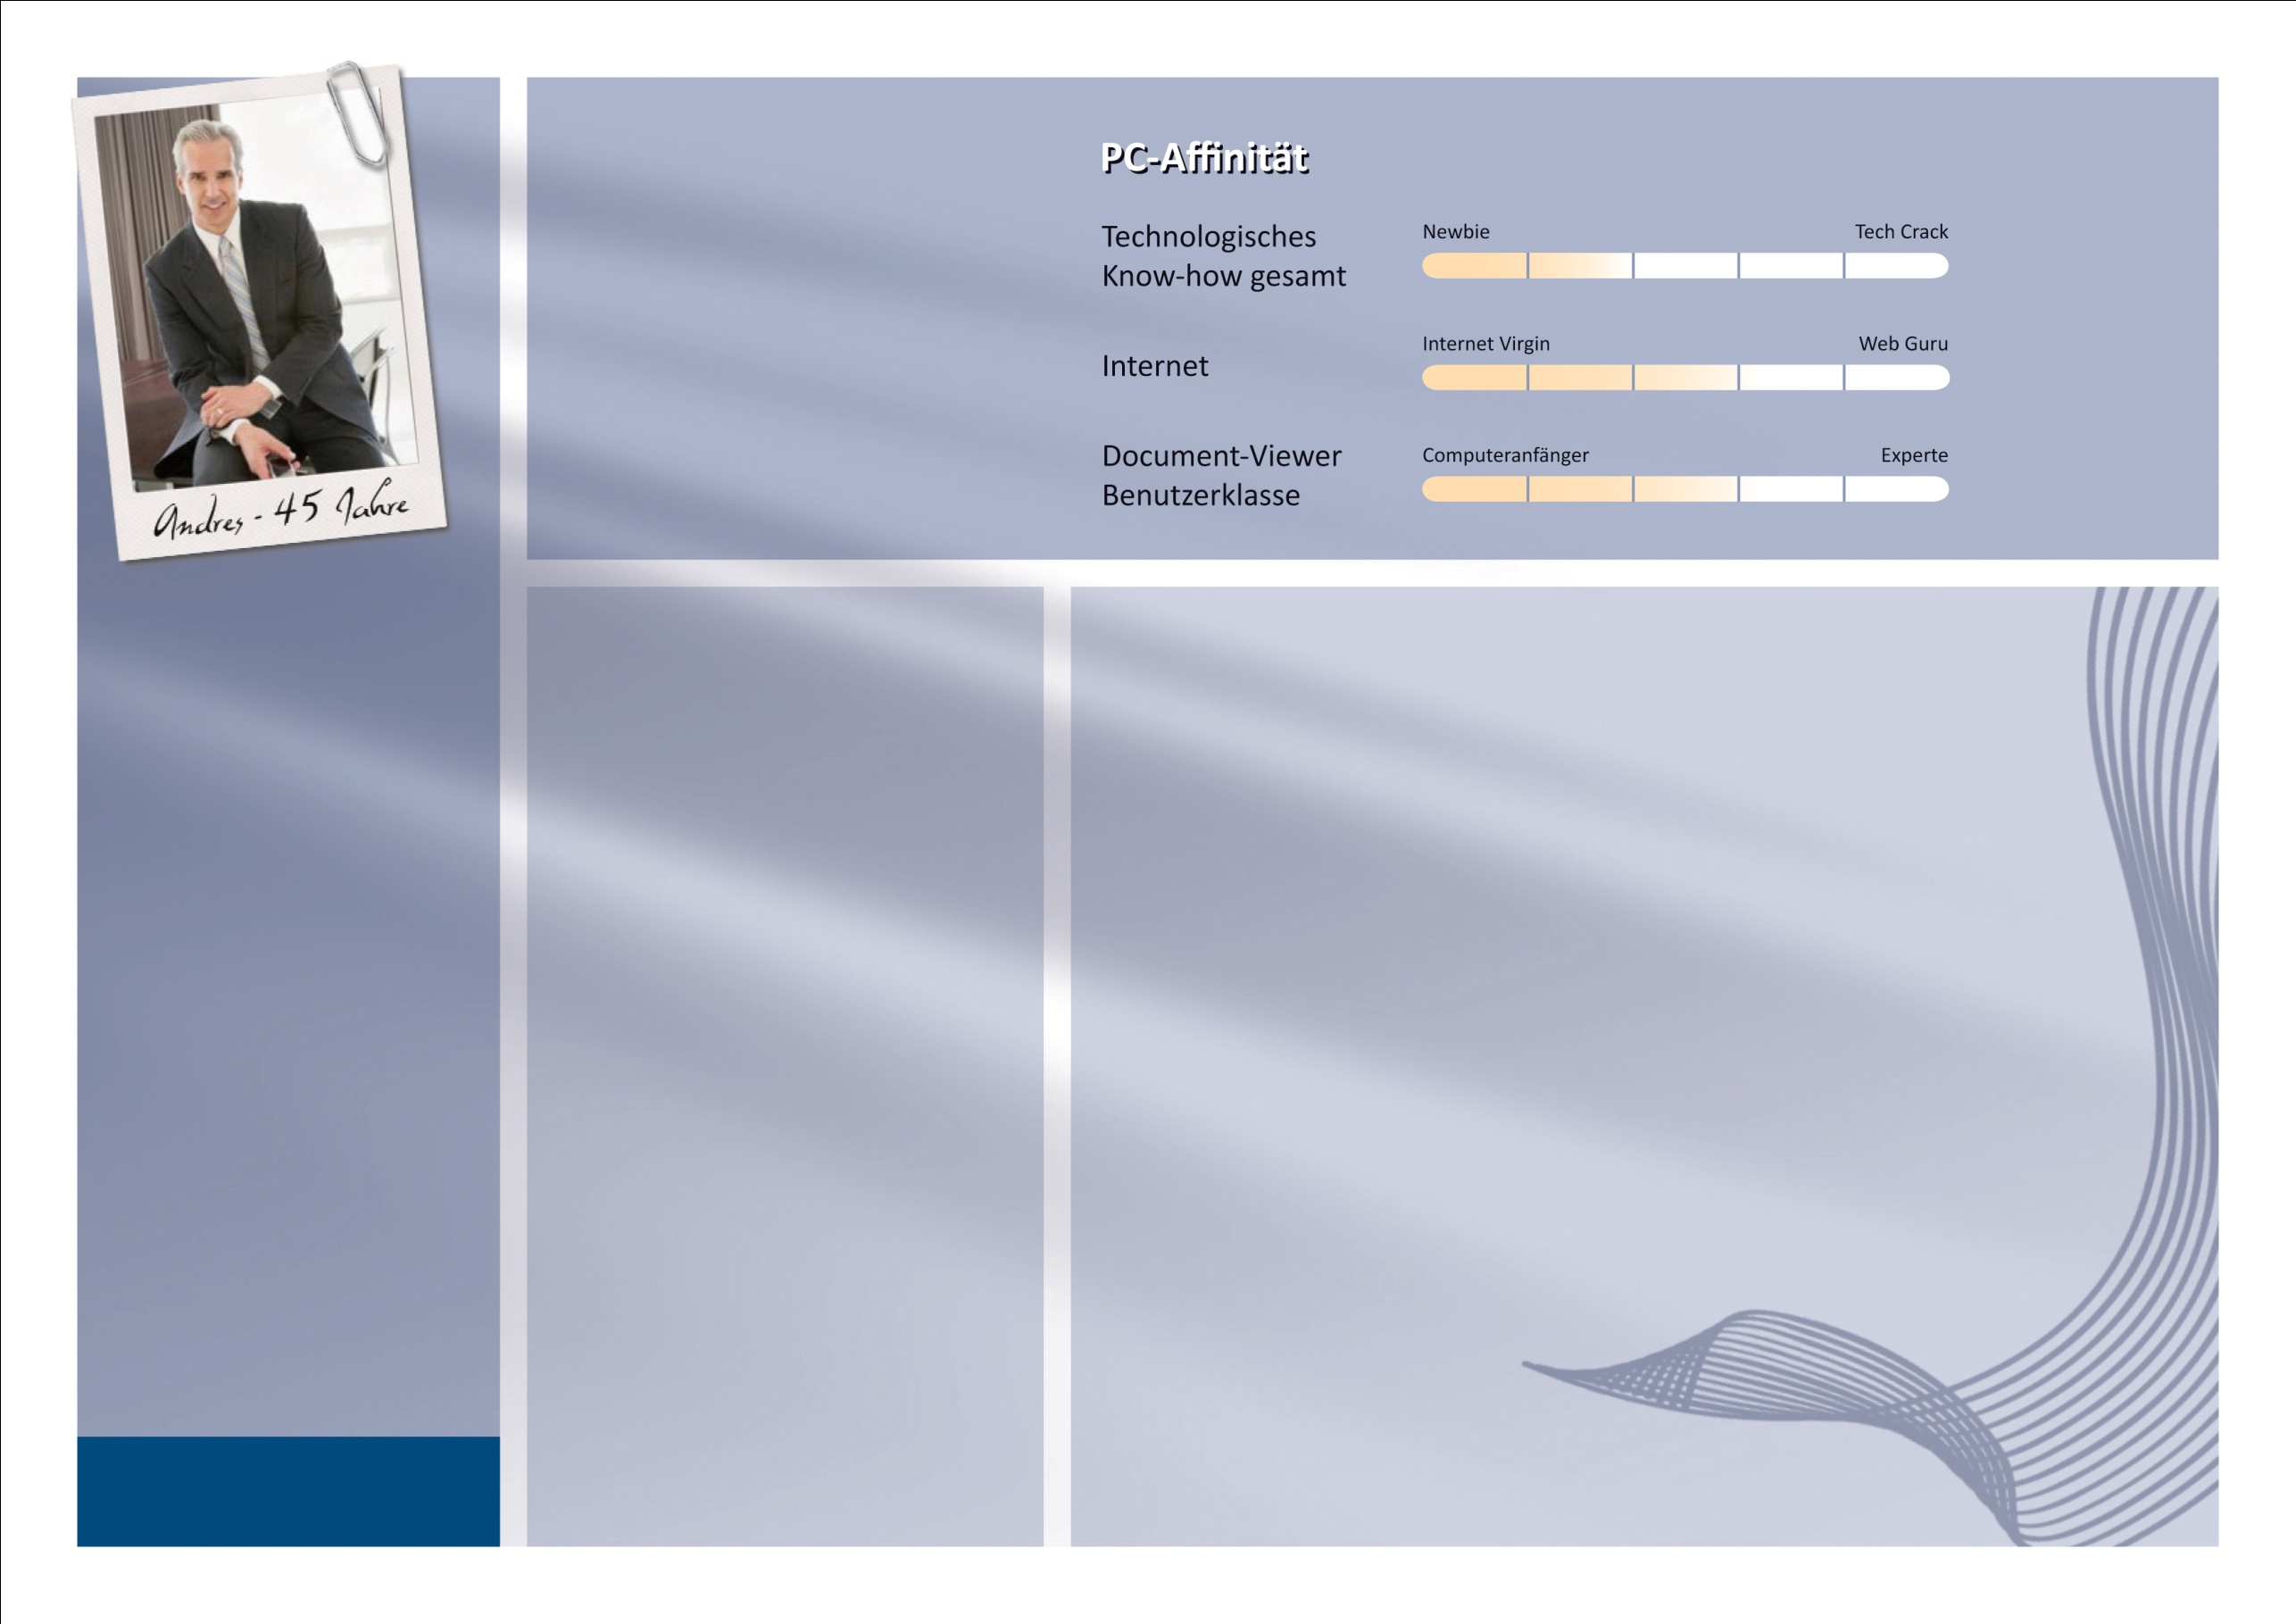 Andres - 45 Jahre
PC-Affinität
Technologisches
Know-how gesamt
Newbie
Tech Crack
Internet
Internet Virgin
Web Guru
Document-Viewer
Benutzerklasse
Computeranfänger
Experte